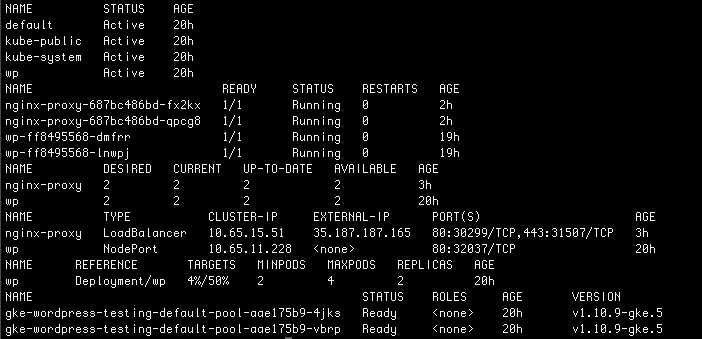 NAME STATUS AGE
default Active 20h
kube-public Active 20h
kube-system Active 20h
wp Active 20h
NAME READY STATUS RESTARTS AGE
nginx-proxy-687bc486bd-fx2kx 1/1 Running 0 2h
nginx-proxy-687bc486bd-qpcg8 1/1 Running 0 2h
wp-ff8495568-dmfrr 1/1 Running 0 19h
wp-ff8495568-lnwpj 1/1 Running 0 19h
NAME DESIRED CURRENT UP-TO-DATE AVAILABLE AGE
nginx-proxy 2 2 2 2 3h
wp 2 2 2 2 20h
NAME TYPE CLUSTER-IP EXTERNAL-IP PORT(S) AGE
nginx-proxy LoadBalancer 10.65.15.51 35.187.187.165 80:30299/TCP,443:31507/TCP 3h
wp NodePort 10.65.11.228 <none> 80:32037/TCP 20h
NAME REFERENCE TARGETS MINPODS MAXPODS REPLICAS AGE
wp Deployment/wp 4%/50% 2 4 2 20h
NAME STATUS ROLES AGE VERSION
gke-wordpress-testing-default-pool-aae175b9-4jks Ready <none> 20h v1.10.9-gke.5
gke-wordpress-testing-default-pool-aae175b9-vbrp Ready <none> 20h v1.10.9-gke.5